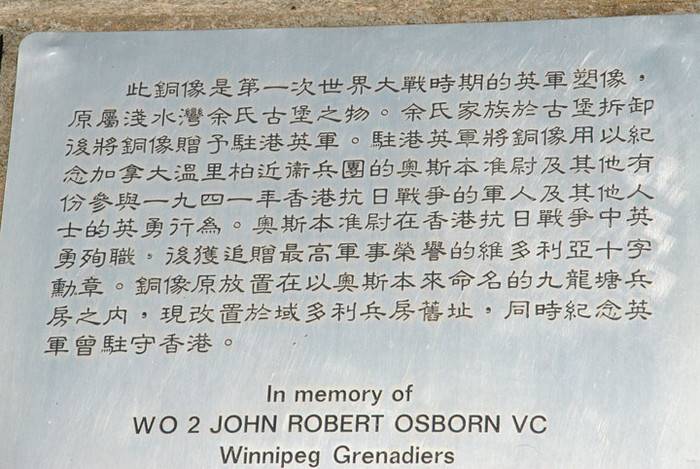 此銅像是第一次世界大戰時期的英軍塑像，
原屬淺水灣余氏古堡之物。余氏家族於古堡拆卸
後將銅像贈予駐港英軍。駐港英軍將銅像用以紀
念加拿大溫里柏近衞兵團的奧斯本准尉及其他有
份參與一九四一年香港抗日戰爭的軍人及其他人
士的英勇行為。奧斯本准尉在香港抗日戰爭中英
勇殉職，後獲追贈最高軍事榮譽的維多利亞十字
勳章。銅像原放置在以奧斯本來命名的九龍塘兵
房之內，現改置於域多利兵房舊址，同時紀念英
軍曾駐守香港。
In memory of
WO 2 JOHN ROBERT OSBORN VC
Winnipeg Grenadiers